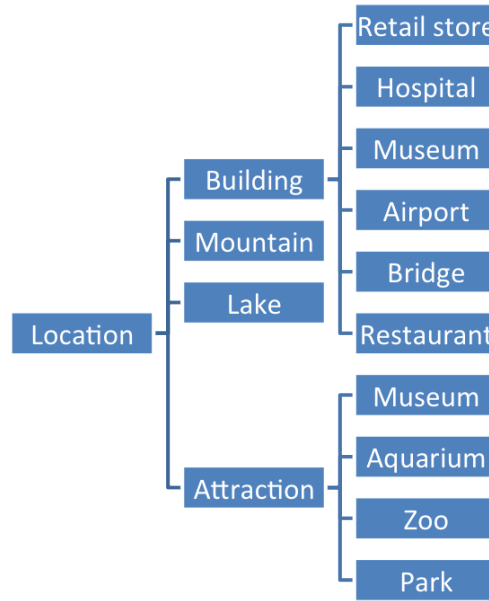 Retail store
Hospital
Museum
Building
Airport
Mountain
Bridge
Lake
Location
Restaurant
Museum
Aquarium
Attraction
Zoo
Park